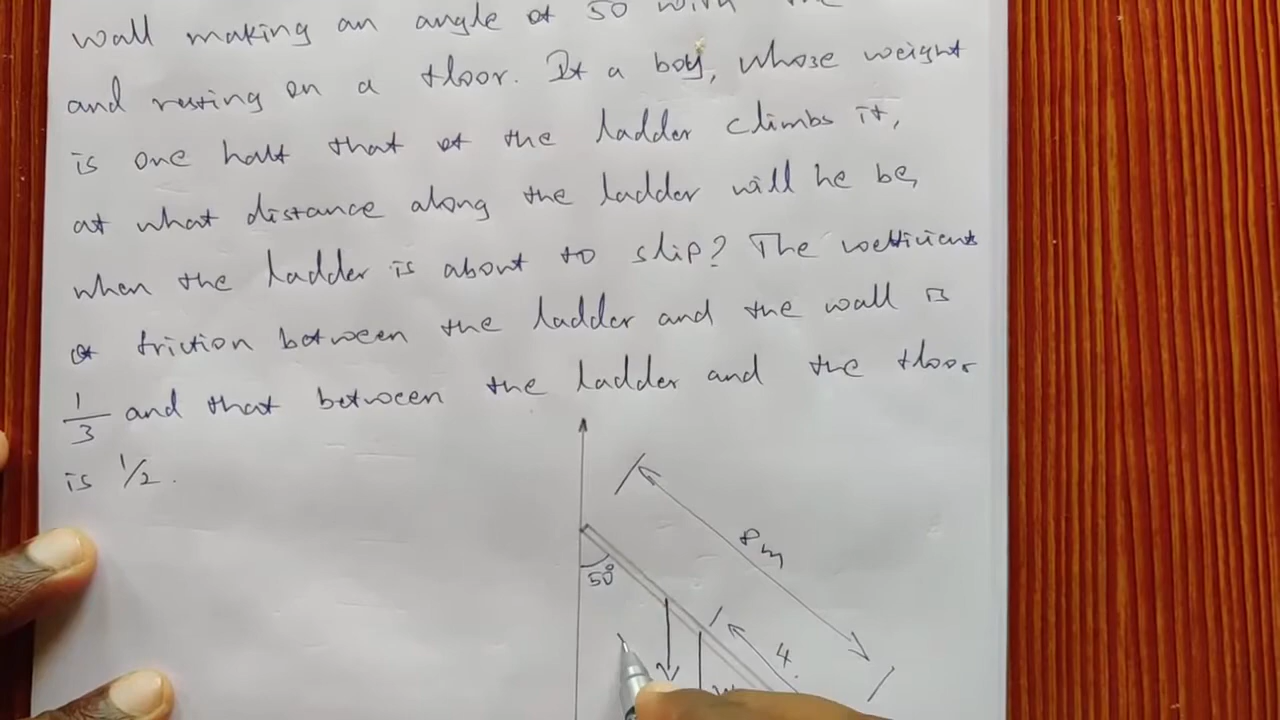 wall making an angle of 50 with the
and resting on a floor. If a boy, whose weight
is one half that of the ladder climbs it,
at what distance along the ladder will he be,
when the ladder is about to slip? The coefficient
of friction between the ladder and the wall is
1/3 and that between the ladder and the floor
is 1/2.
8m
50°
4
W